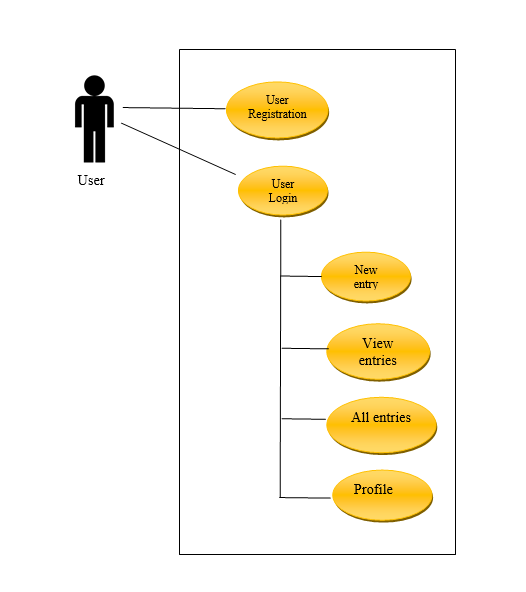 User
User
Registration
User
Login
New
entry
View
entries
All entries
Profile